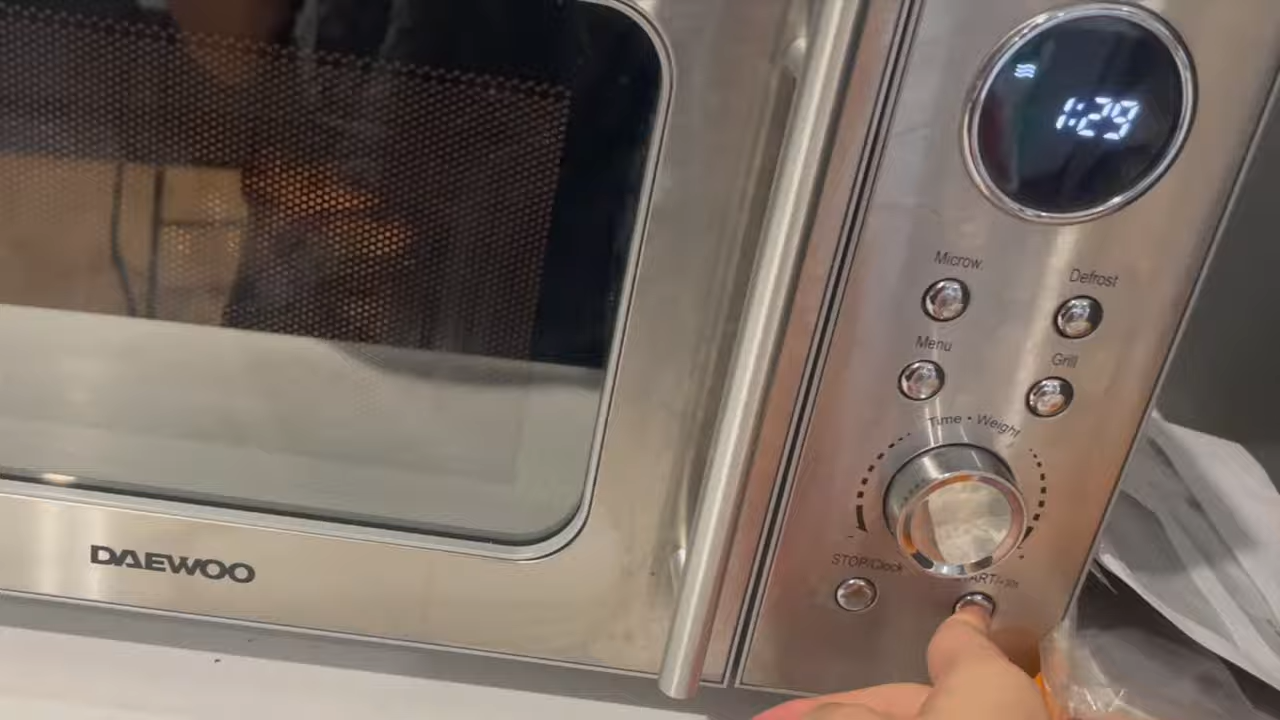 1:29
Microw.
Defrost
Menu
Grill
Time • Weight
STOP/Clock
DAEWOO